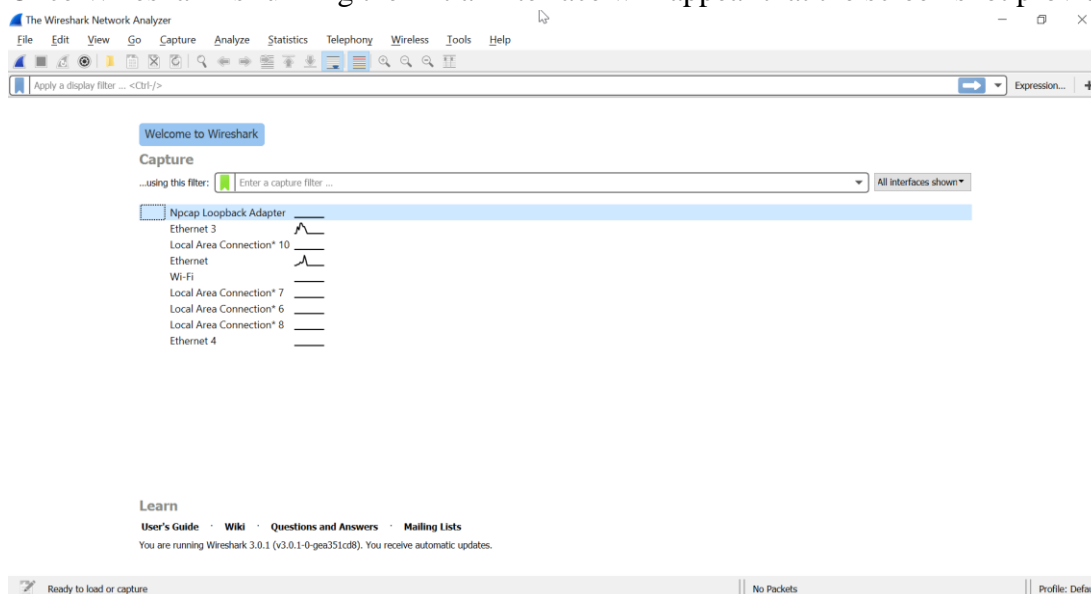 The Wireshark Network Analyzer
File Edit View Go Capture Analyze Statistics Telephony Wireless Tools Help
Apply a display filter ... <Ctrl-/> Expression... +
Welcome to Wireshark
Capture
...using this filter: Enter a capture filter ... All interfaces shown
Npcap Loopback Adapter
Ethernet 3
Local Area Connection* 10
Ethernet
Wi-Fi
Local Area Connection* 7
Local Area Connection* 6
Local Area Connection* 8
Ethernet 4
Learn
User's Guide · Wiki · Questions and Answers · Mailing Lists
You are running Wireshark 3.0.1 (v3.0.1-0-gea351cd8). You receive automatic updates.
Ready to load or capture No Packets Profile: Defau